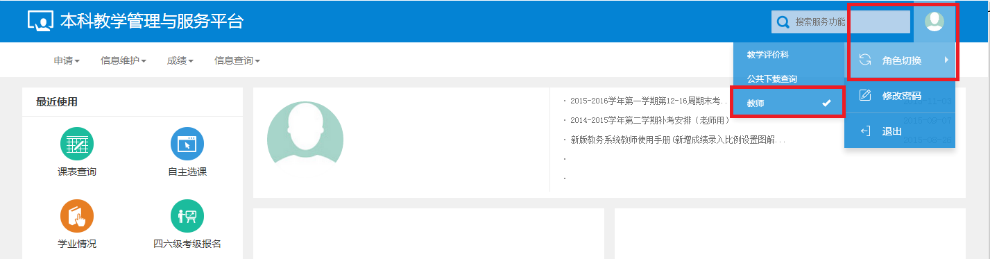 本科教学管理与服务平台
搜索服务功能
申请
信息维护
成绩
信息查询
教学评价科
公共下载查询
教师
角色切换
修改密码
退出
最近使用
课表查询
自主选课
学业情况
四六级考级报名
2015-2016学年第一学期第12-16周期末考...
2014-2015学年第二学期补考安排（老师用）
新版教务系统教师使用手册(新增成绩录入比例设置图解...